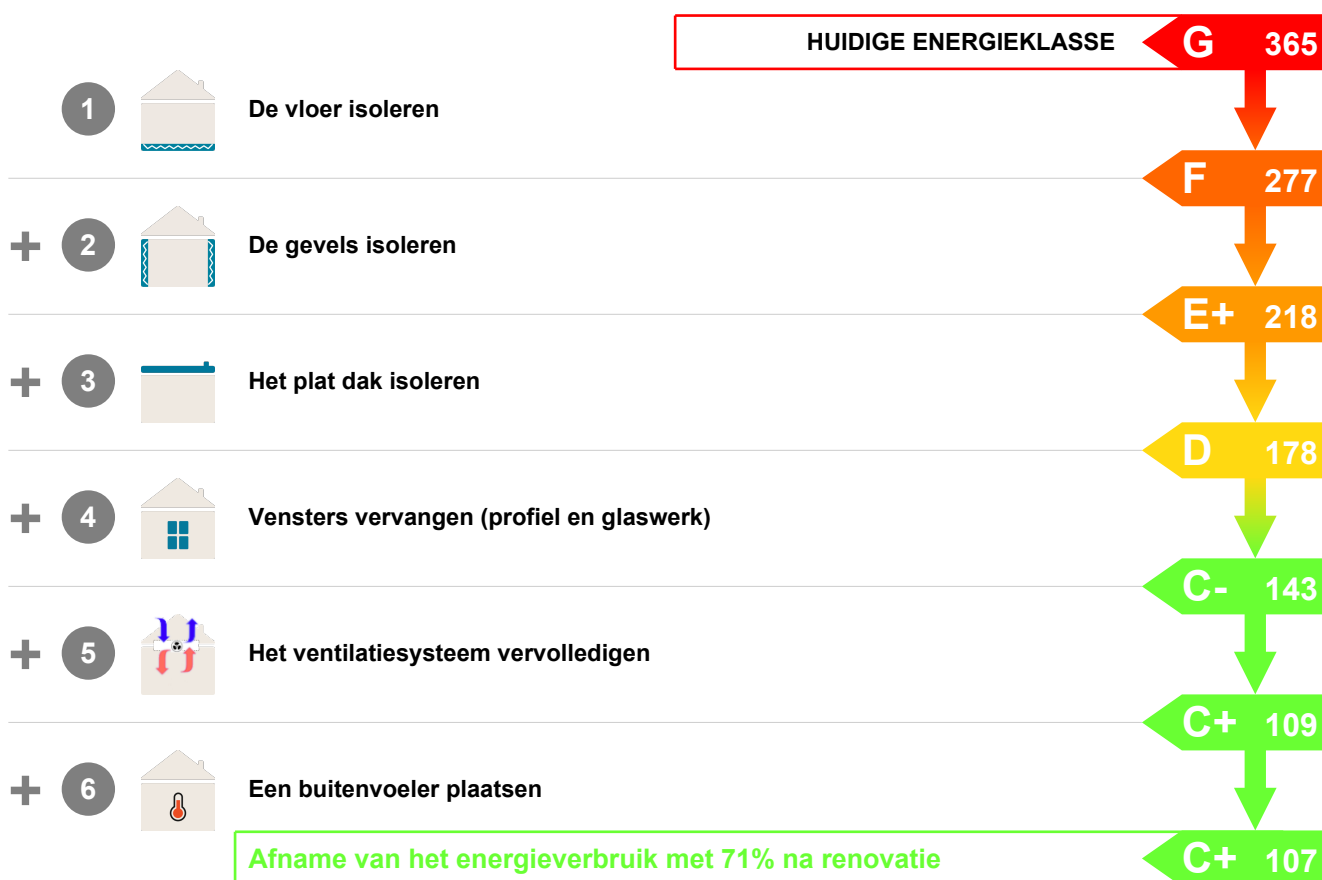 HUIDIGE ENERGIEKLASSE G 365
1 De vloer isoleren
F 277
+ 2 De gevels isoleren
E+ 218
+ 3 Het plat dak isoleren
D 178
+ 4 Vensters vervangen (profiel en glaswerk)
C- 143
+ 5 Het ventilatiesysteem vervolledigen
C+ 109
+ 6 Een buitenvoeler plaatsen
Afname van het energieverbruik met 71% na renovatie C+ 107